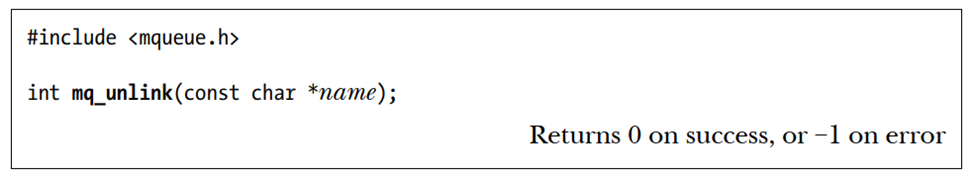 #include <mqueue.h>
int mq_unlink(const char *name);
Returns 0 on success, or −1 on error